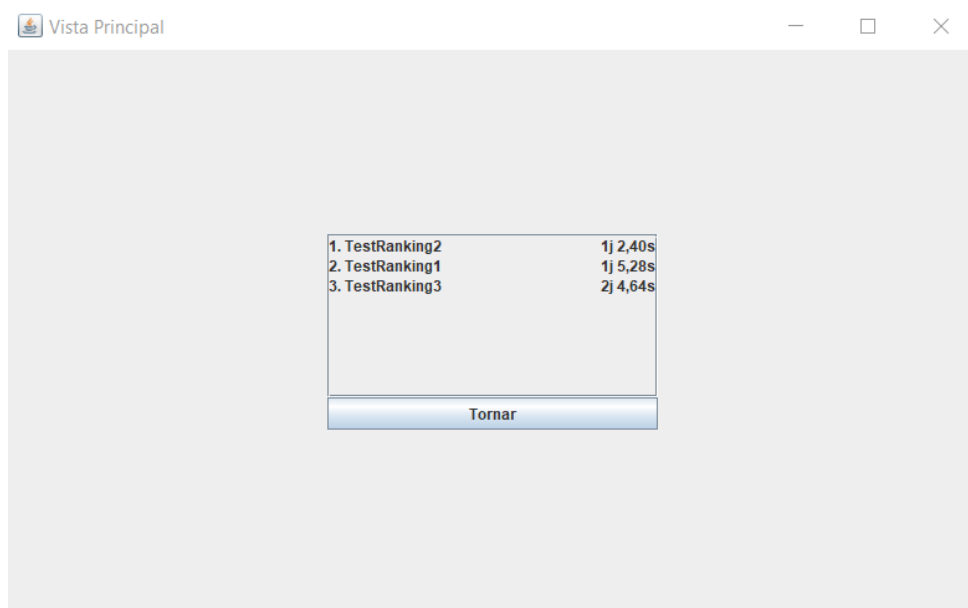 Vista Principal
1. TestRanking2 1j 2,40s
2. TestRanking1 1j 5,28s
3. TestRanking3 2j 4,64s
Tornar